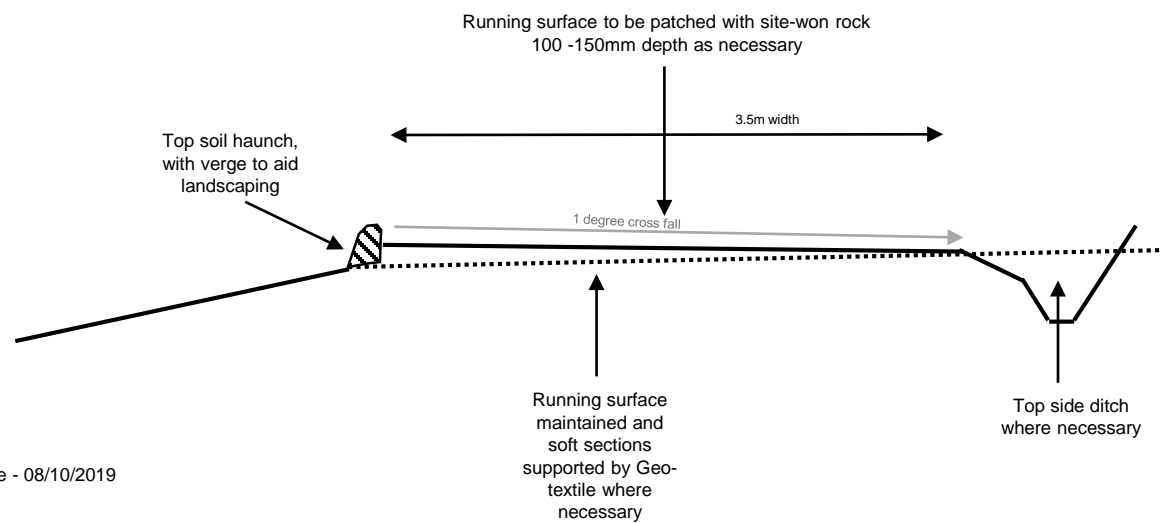 Running surface to be patched with site-won rock
100 -150mm depth as necessary
3.5m width
Top soil haunch,
with verge to aid
landscaping
1 degree cross fall
Running surface
maintained and
soft sections
supported by Geo-
textile where
necessary
Top side ditch
where necessary
e - 08/10/2019